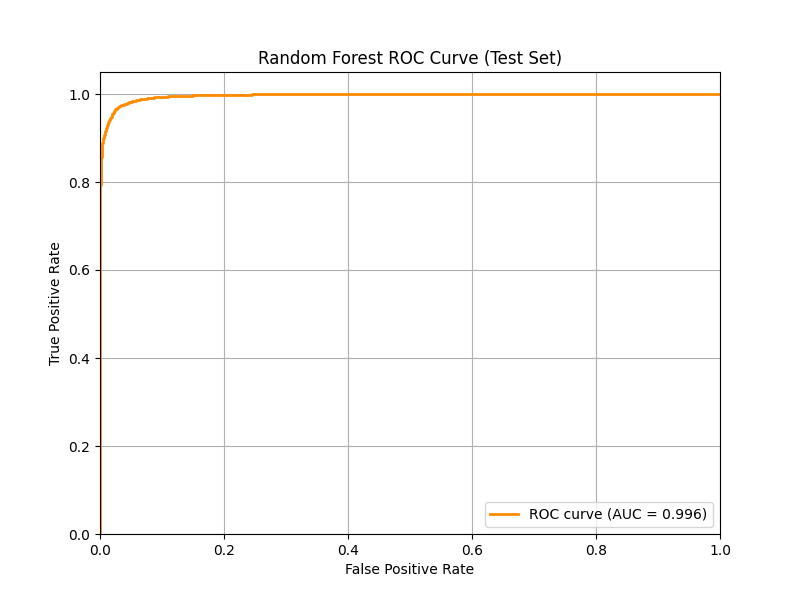 Random Forest ROC Curve (Test Set)
1.0
0.8
0.6
0.4
0.2
0.0
True Positive Rate
ROC curve (AUC = 0.996)
0.0 0.2 0.4 0.6 0.8 1.0
False Positive Rate